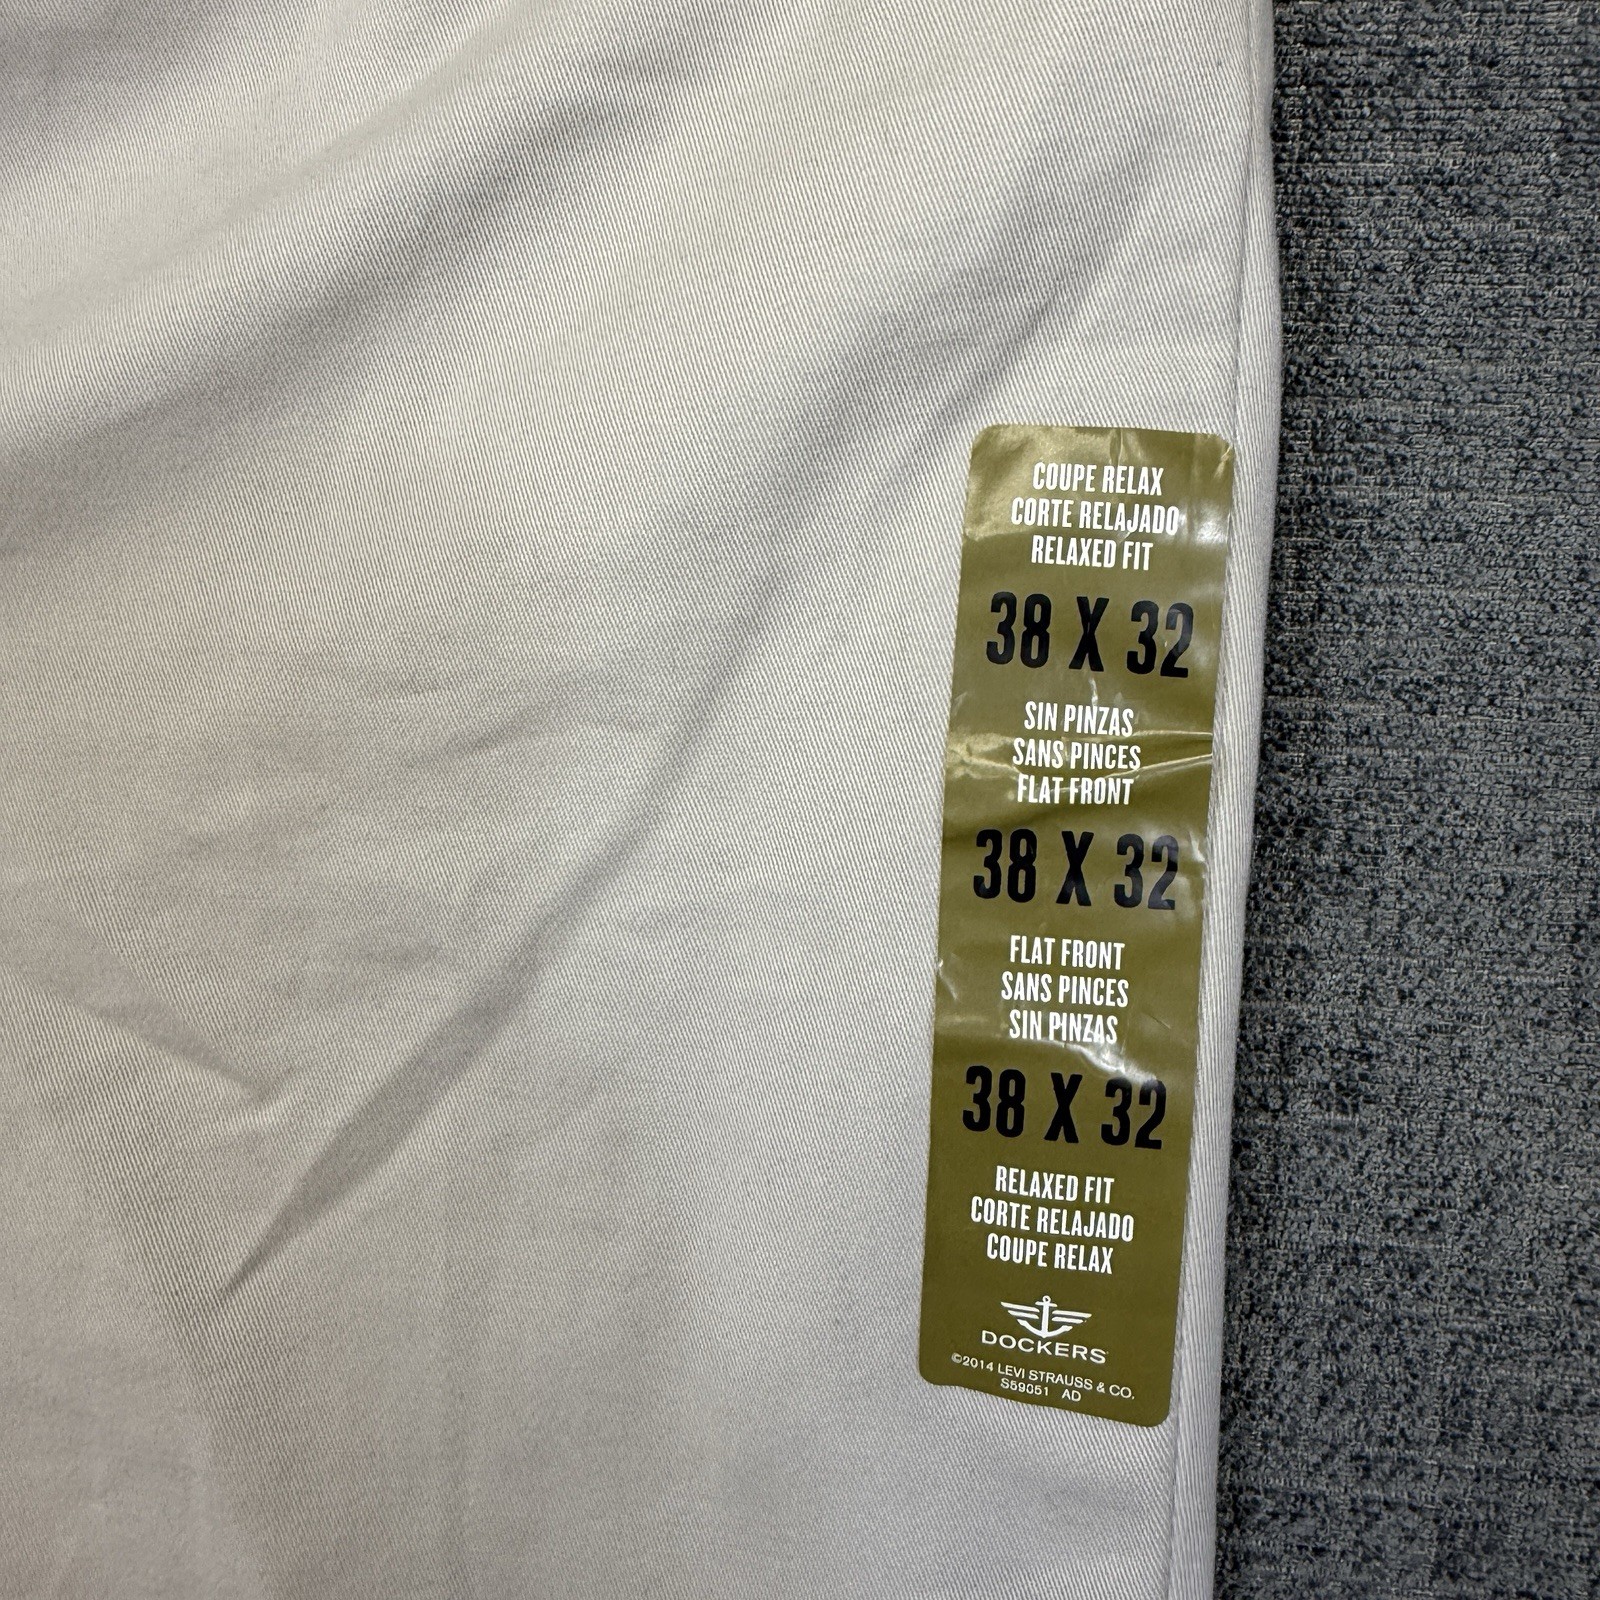 COUPE RELAX
CORTE RELAJADO
RELAXED FIT
38 X 32
SIN PINZAS
SANS PINCES
FLAT FRONT
38 X 32
FLAT FRONT
SANS PINCES
SIN PINZAS
38 X 32
RELAXED FIT
CORTE RELAJADO
COUPE RELAX
DOCKERS
©2014 LEVI STRAUSS & CO.
S59051 AD